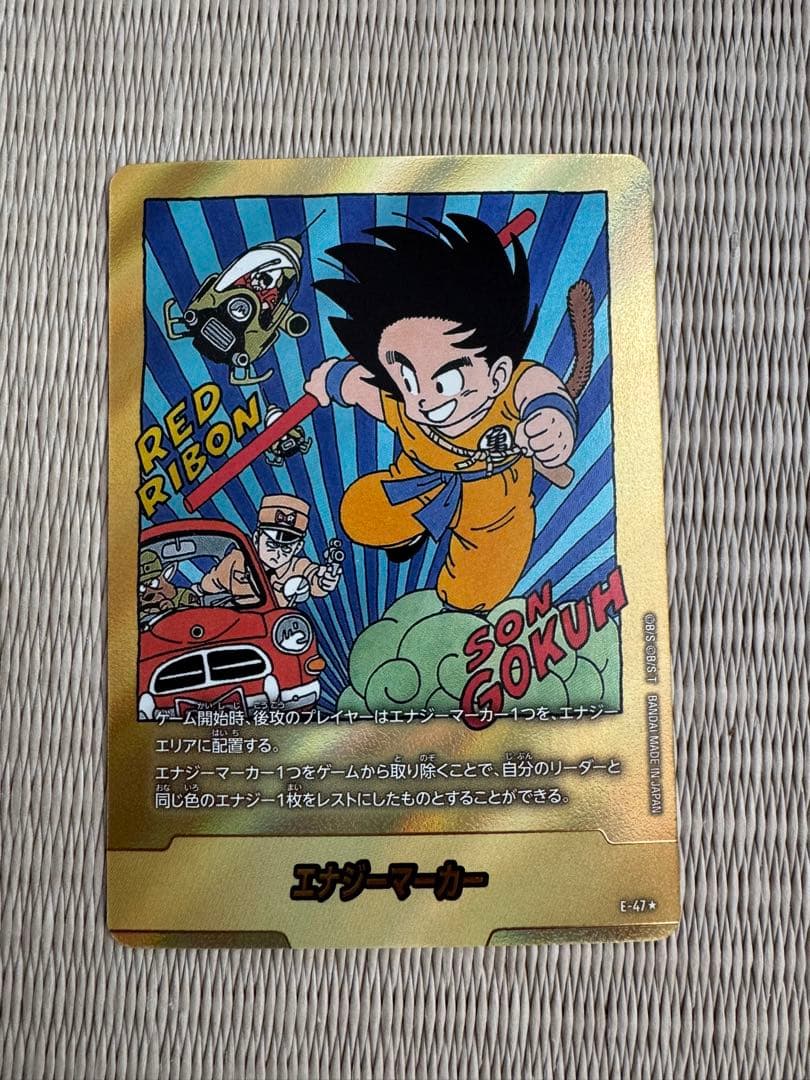 RED
RIBON
SON
GOKUH
亀
ゲーム開始時、後攻のプレイヤーはエナジーマーカー1つを、エナジー
エリアに配置する。
エナジーマーカー1つをゲームから取り除くことで、自分のリーダーと
同じ色のエナジー1枚をレストにしたものとすることができる。
エナジーマーカー
E-47★
©B/S ©B/S.T BANDAI MADE IN JAPAN